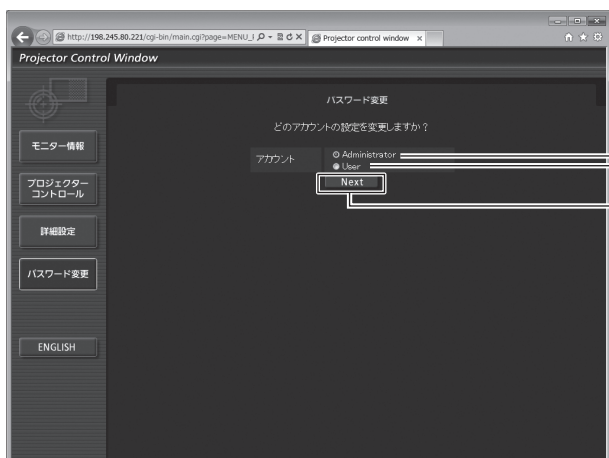 http://198.245.80.221/cgi-bin/main.cgi?page=MENU_
Projector control window
Projector Control Window
パスワード変更
どのアカウントの設定を変更しますか？
アカウント
Administrator
User
Next
モニター情報
プロジェクター
コントロール
詳細設定
パスワード変更
ENGLISH